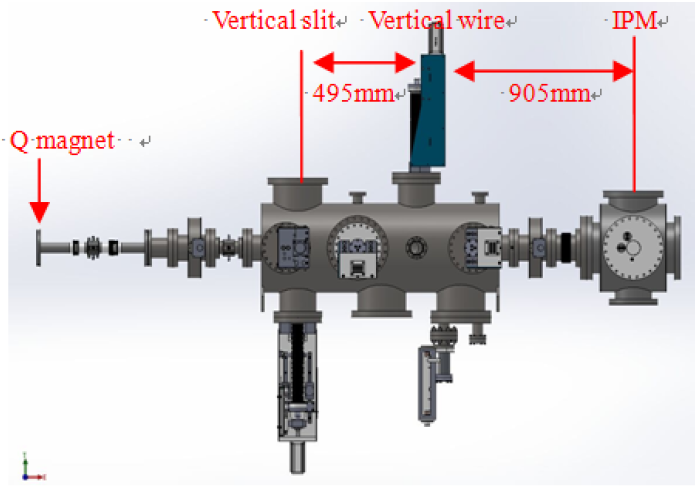 Vertical slit
Vertical wire
IPM
495mm
905mm
Q magnet